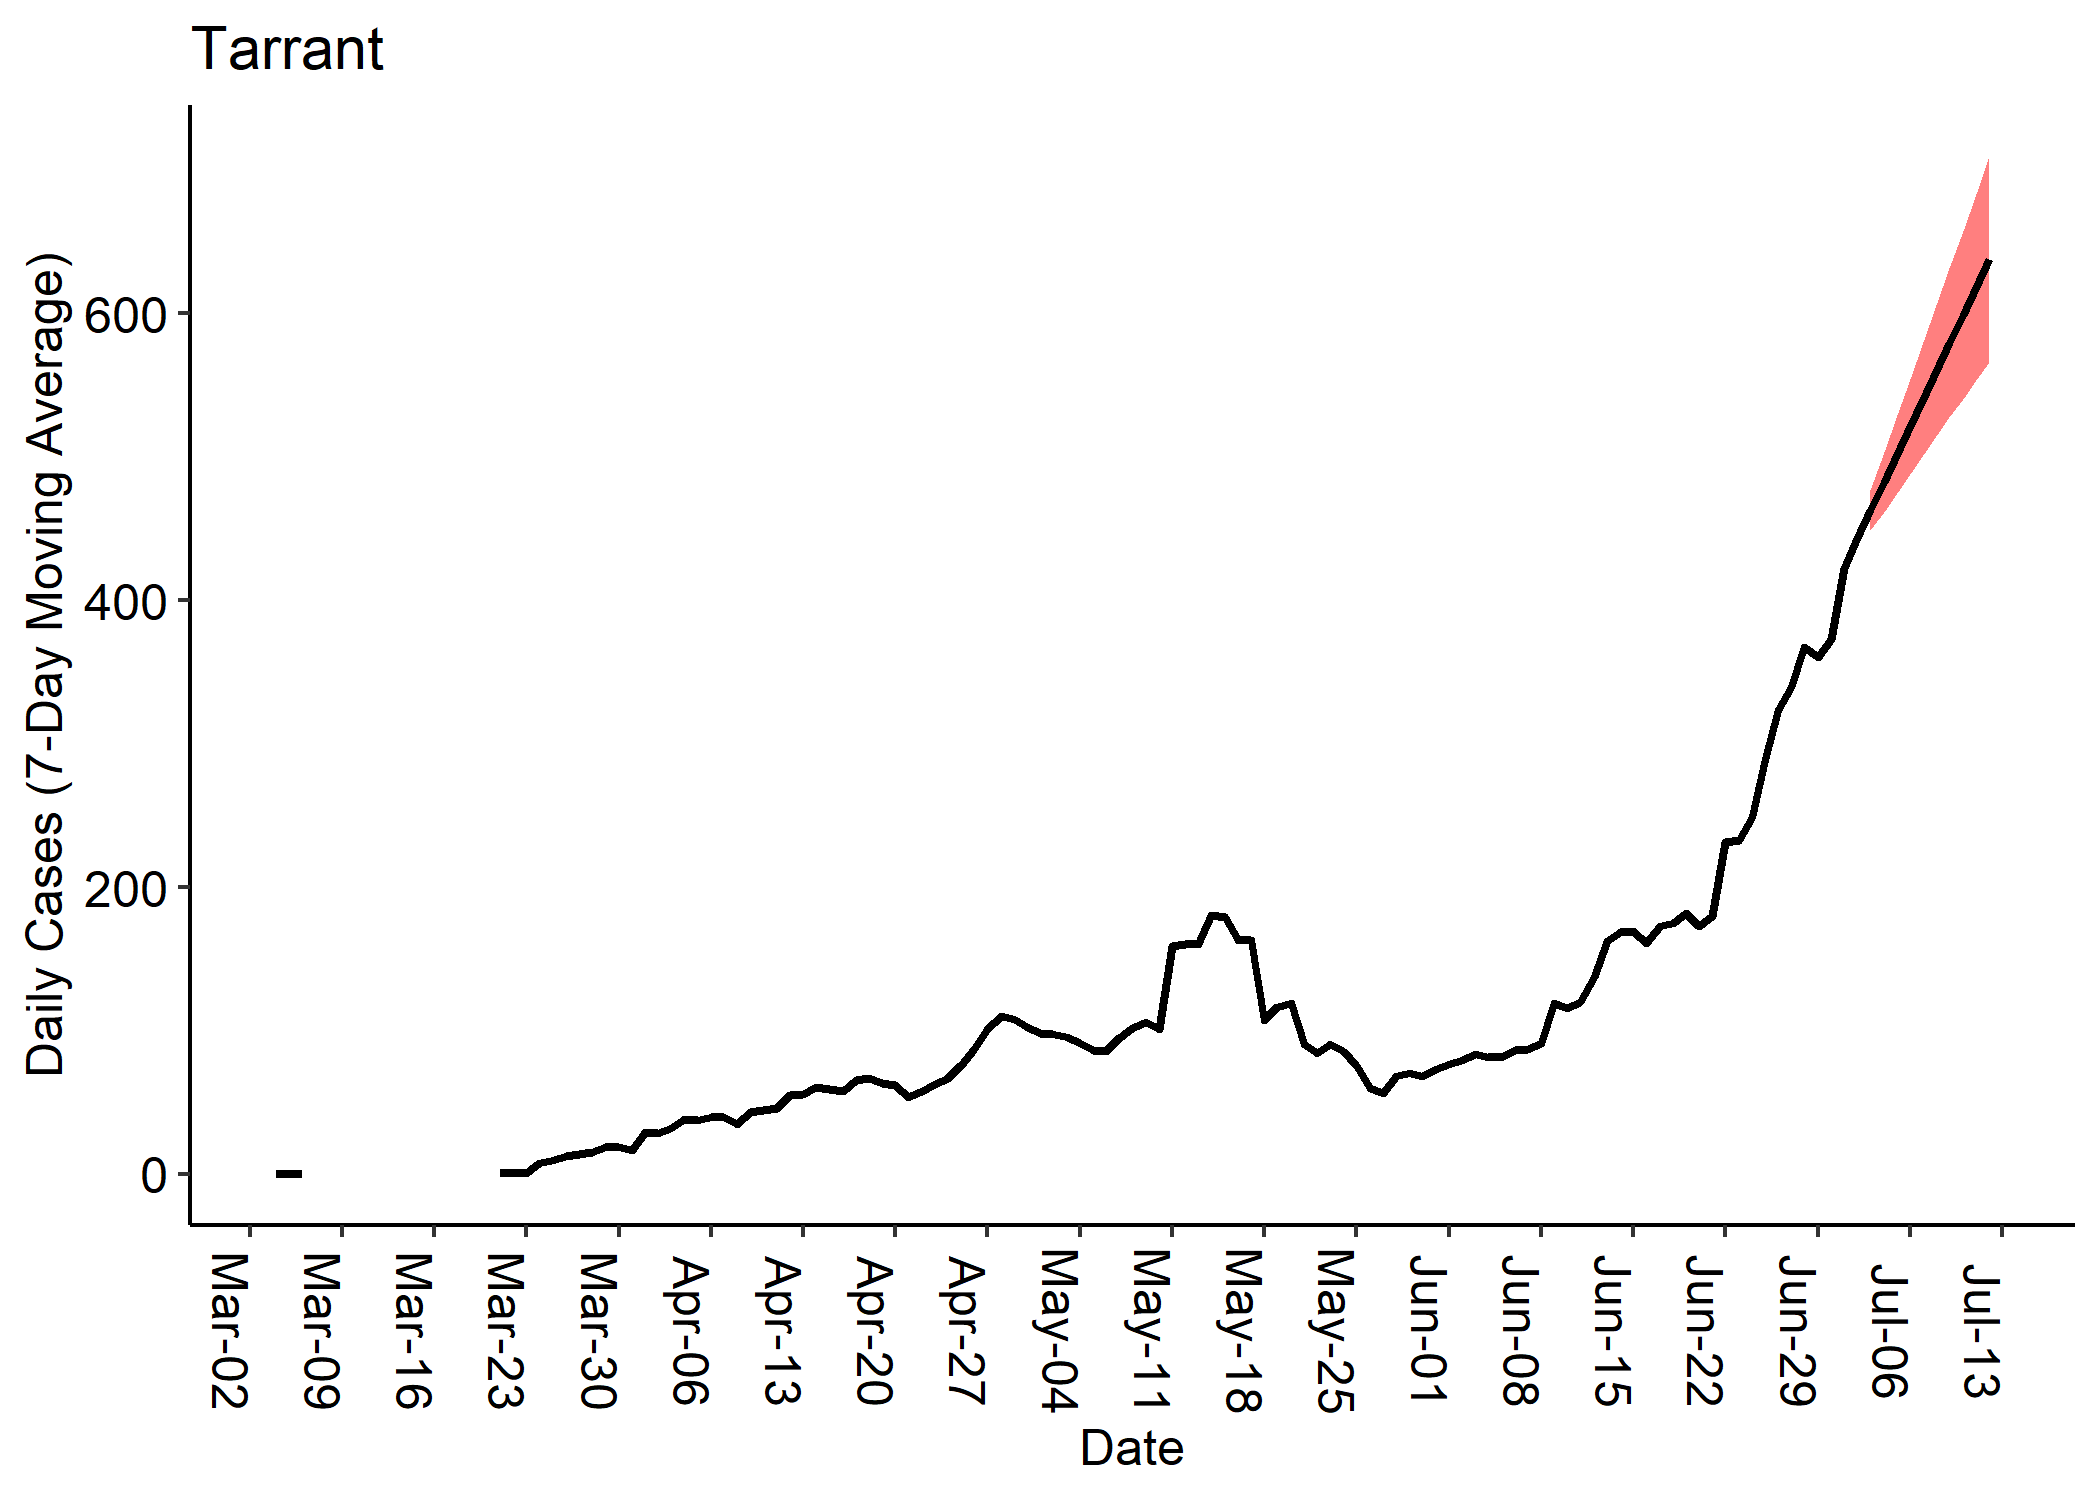 Tarrant
Daily Cases (7-Day Moving Average)
600
400
200
0
Mar-02
Mar-09
Mar-16
Mar-23
Mar-30
Apr-06
Apr-13
Apr-20
Apr-27
May-04
May-11
May-18
May-25
Jun-01
Jun-08
Jun-15
Jun-22
Jun-29
Jul-06
Jul-13
Date